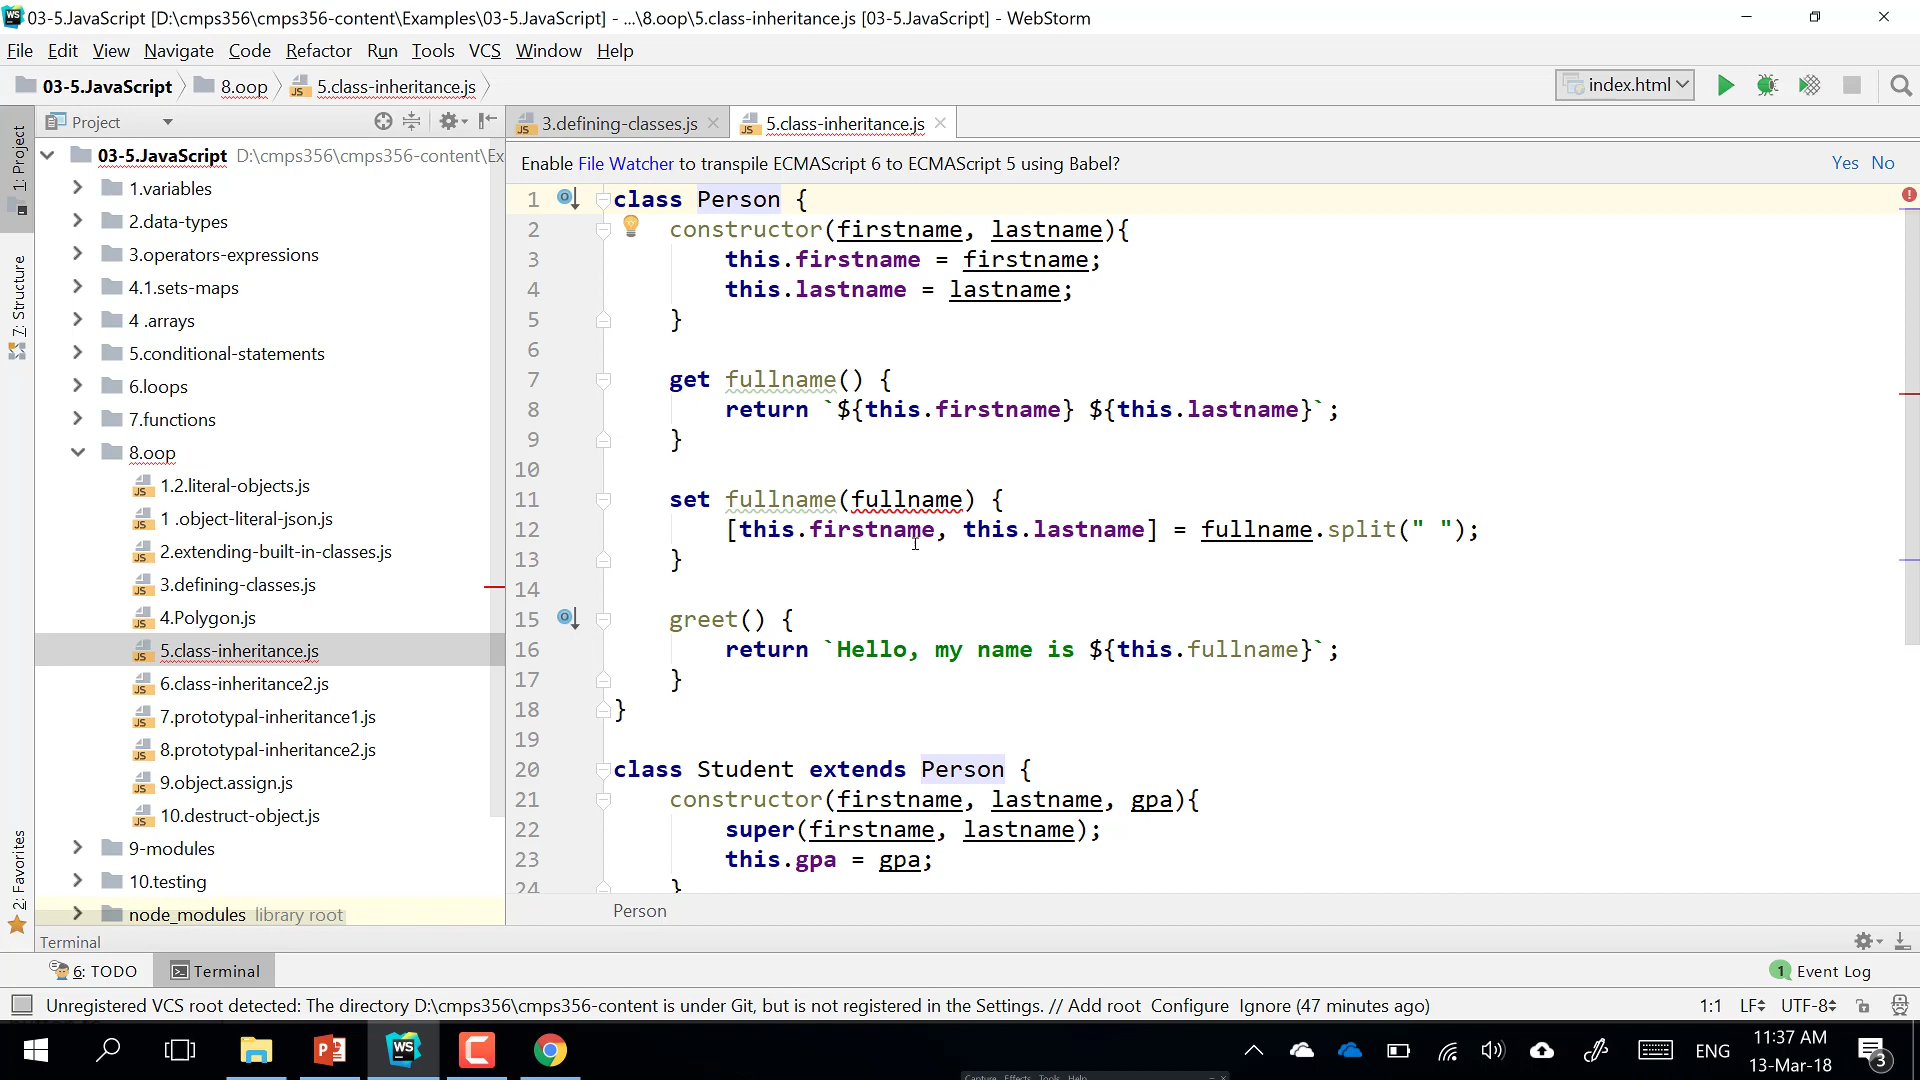 03-5.JavaScript [D:\cmps356\cmps356-content\Examples\03-5.JavaScript] - ...\8.oop\5.class-inheritance.js [03-5.JavaScript] - WebStorm
File Edit View Navigate Code Refactor Run Tools VCS Window Help
03-5.JavaScript 8.oop 5.class-inheritance.js index.html
Project 3.defining-classes.js 5.class-inheritance.js
1: Project
7: Structure
2: Favorites
03-5.JavaScript D:\cmps356\cmps356-content\Ex
1.variables
2.data-types
3.operators-expressions
4.1.sets-maps
4 .arrays
5.conditional-statements
6.loops
7.functions
8.oop
1.2.literal-objects.js
1 .object-literal-json.js
2.extending-built-in-classes.js
3.defining-classes.js
4.Polygon.js
5.class-inheritance.js
6.class-inheritance2.js
7.prototypal-inheritance1.js
8.prototypal-inheritance2.js
9.object.assign.js
10.destruct-object.js
9-modules
10.testing
node_modules library root
Enable File Watcher to transpile ECMAScript 6 to ECMAScript 5 using Babel? Yes No
1 class Person {
2 constructor(firstname, lastname){
3 this.firstname = firstname;
4 this.lastname = lastname;
5 }
6
7 get fullname() {
8 return `${this.firstname} ${this.lastname}`;
9 }
10
11 set fullname(fullname) {
12 [this.firstname, this.lastname] = fullname.split(" ");
13 }
14
15 greet() {
16 return `Hello, my name is ${this.fullname}`;
17 }
18 }
19
20 class Student extends Person {
21 constructor(firstname, lastname, gpa){
22 super(firstname, lastname);
23 this.gpa = gpa;
24 }
Person
Terminal
6: TODO Terminal 1 Event Log
Unregistered VCS root detected: The directory D:\cmps356\cmps356-content is under Git, but is not registered in the Settings. // Add root Configure Ignore (47 minutes ago) 1:1 LF UTF-8
ENG 11:37 AM
13-Mar-18 3
Capture Effects Tools Help